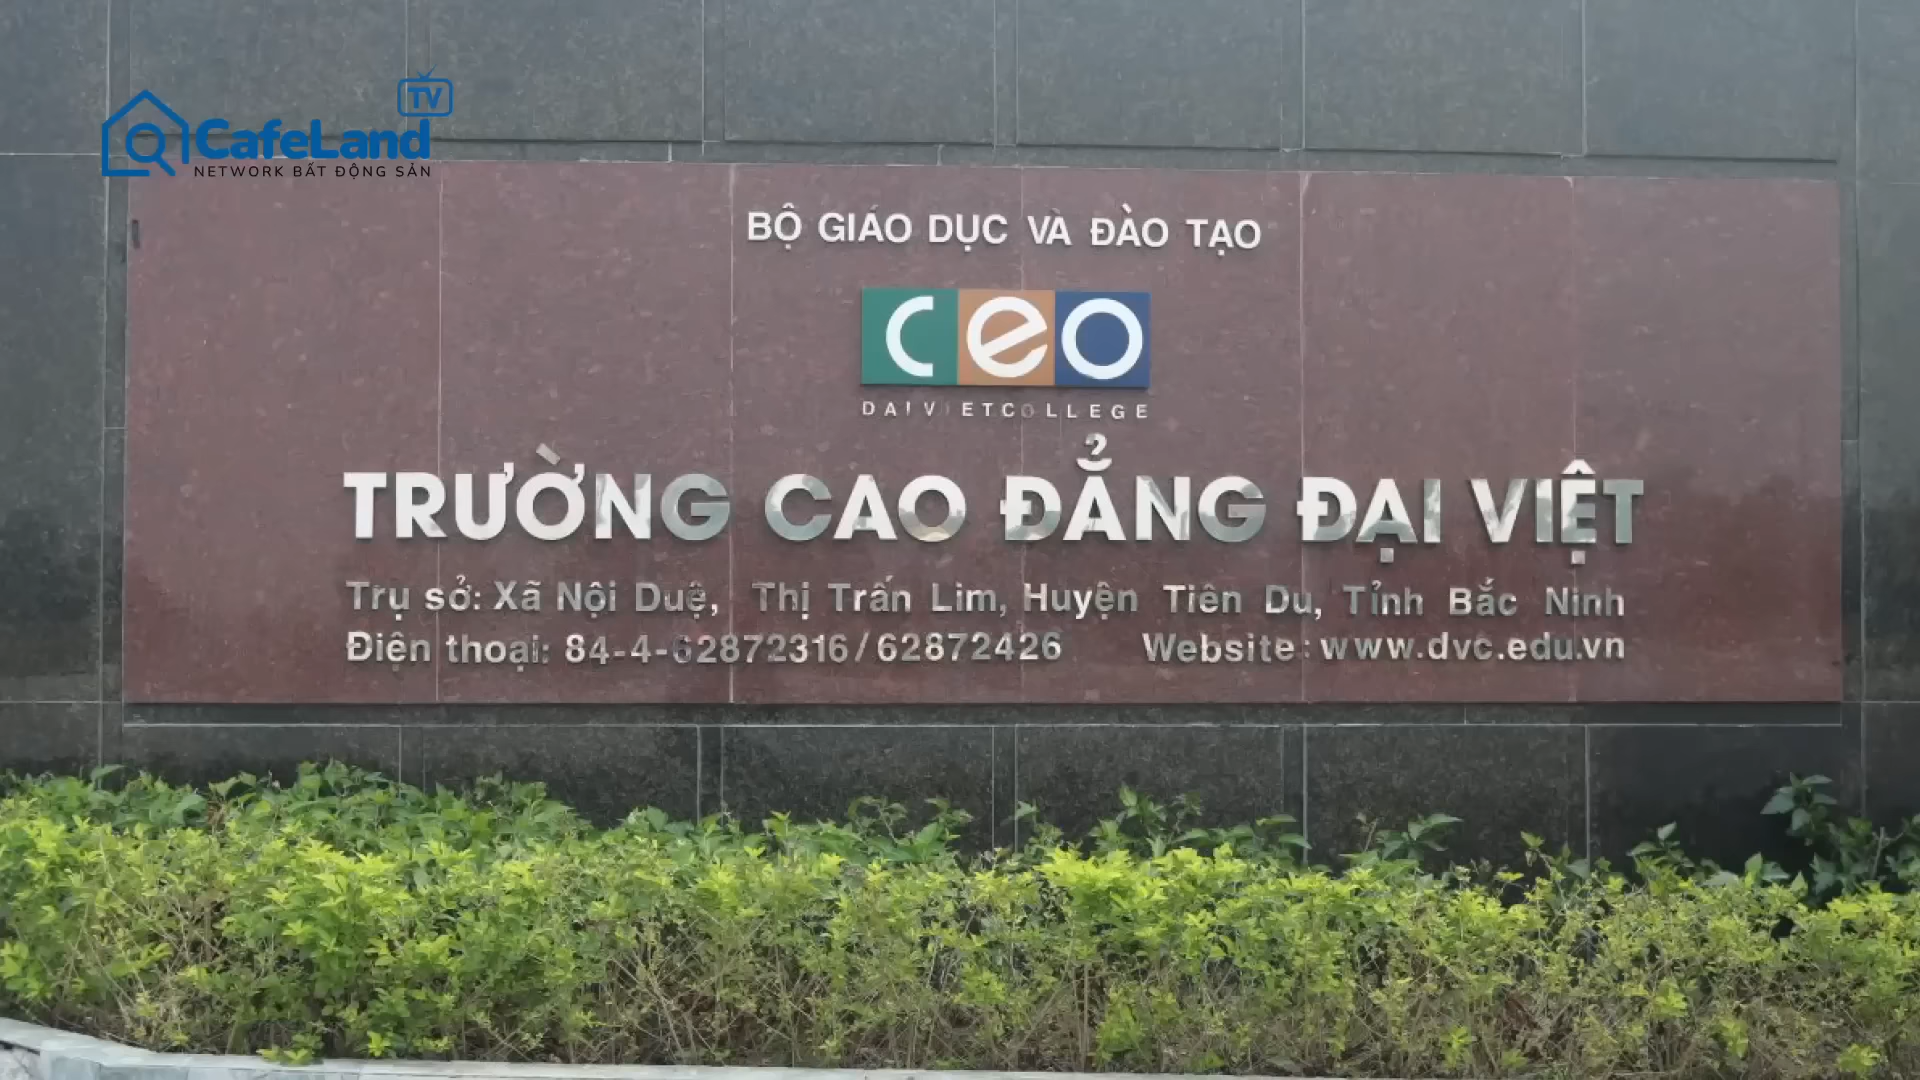 TV
CafeLand
NETWORK BẤT ĐỘNG SẢN
BỘ GIÁO DỤC VÀ ĐÀO TẠO
ceo
DAIVIETCOLLEGE
TRƯỜNG CAO ĐẲNG ĐẠI VIỆT
Trụ sở: Xã Nội Duệ, Thị Trấn Lim, Huyện Tiên Du, Tỉnh Bắc Ninh
Điện thoại: 84-4-62872316/62872426 Website: www.dvc.edu.vn